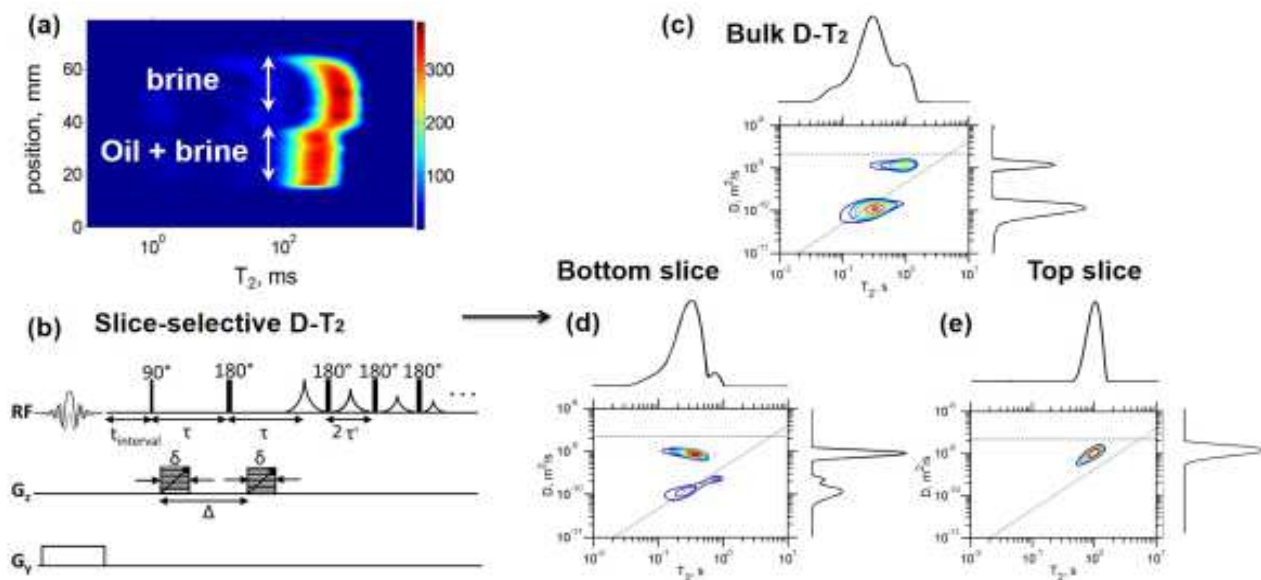 (a)
brine
Oil + brine
position, mm
60
40
20
0
300
200
100
10⁰ 10²
T₂, ms
(b) Slice-selective D-T₂
90° 180° 180° 180° 180°
RF
t_interval τ τ 2 τ'
δ δ
G_z
Δ
G_y
(c) Bulk D-T₂
D, m²/s
T₂, s
Bottom slice
(d)
D, m²/s
T₂, s
Top slice
(e)
D, m²/s
T₂, s